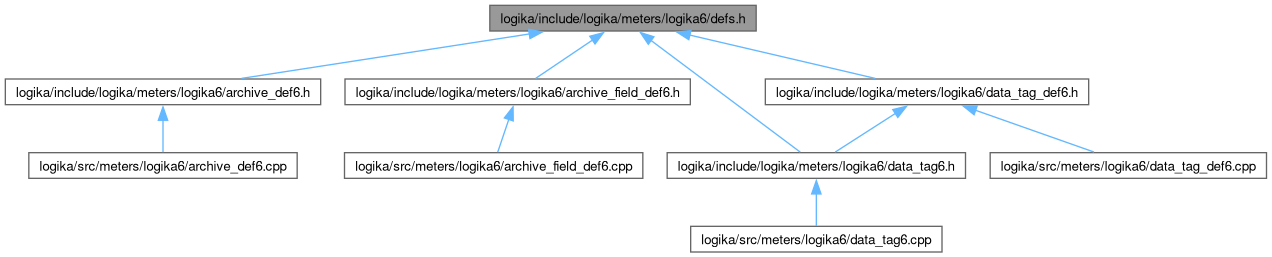 logika/include/logika/meters/logika6/defs.h
logika/include/logika/meters/logika6/archive_def6.h
logika/include/logika/meters/logika6/archive_field_def6.h
logika/include/logika/meters/logika6/data_tag_def6.h
logika/src/meters/logika6/archive_def6.cpp
logika/src/meters/logika6/archive_field_def6.cpp
logika/include/logika/meters/logika6/data_tag6.h
logika/src/meters/logika6/data_tag_def6.cpp
logika/src/meters/logika6/data_tag6.cpp